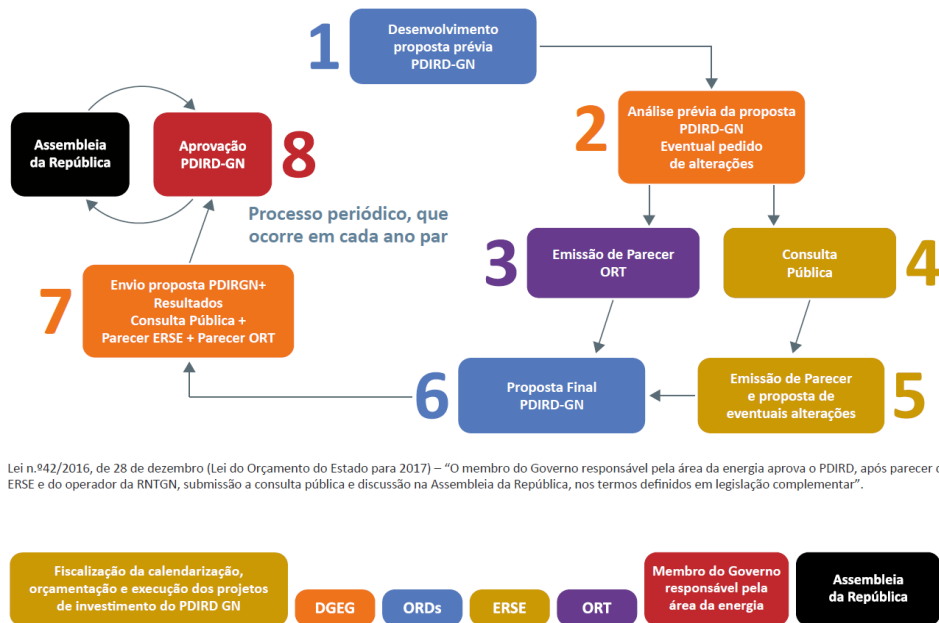 1
Desenvolvimento
proposta prévia
PDIRD-GN
2
Análise prévia da proposta
PDIRD-GN
Eventual pedido
de alterações
Assembleia
da República
Aprovação
PDIRD-GN
8
Processo periódico, que
ocorre em cada ano par
3
Emissão de Parecer
ORT
Consulta
Pública
4
7
Envio proposta PDIRGN+
Resultados
Consulta Pública +
Parecer ERSE + Parecer ORT
6
Proposta Final
PDIRD-GN
Emissão de Parecer
e proposta de
eventuais alterações
5
Lei n.º42/2016, de 28 de dezembro (Lei do Orçamento do Estado para 2017) – “O membro do Governo responsável pela área da energia aprova o PDIRD, após parecer
ERSE e do operador da RNTGN, submissão a consulta pública e discussão na Assembleia da República, nos termos definidos em legislação complementar”.
Fiscalização da calendarização,
orçamentação e execução dos projetos
de investimento do PDIRD GN
DGEG
ORDs
ERSE
ORT
Membro do Governo
responsável pela
área da energia
Assembleia
da República